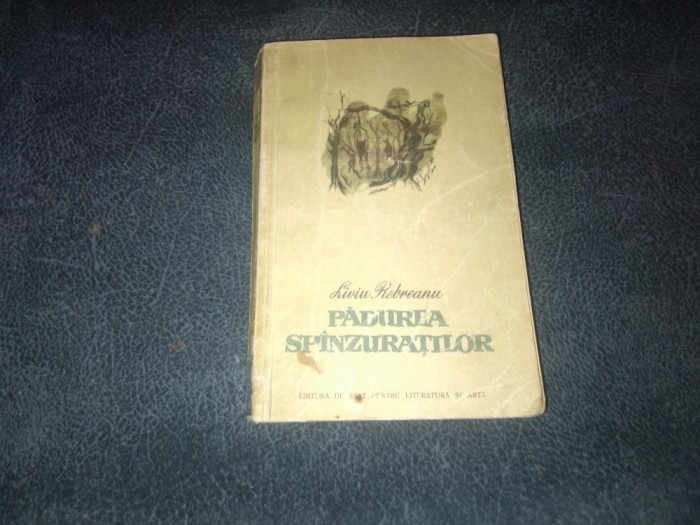 Liviu Rebreanu
PĂDUREA
SPÎNZURAȚILOR
EDITURA DE STAT PENTRU LITERATURĂ ȘI ARTĂ